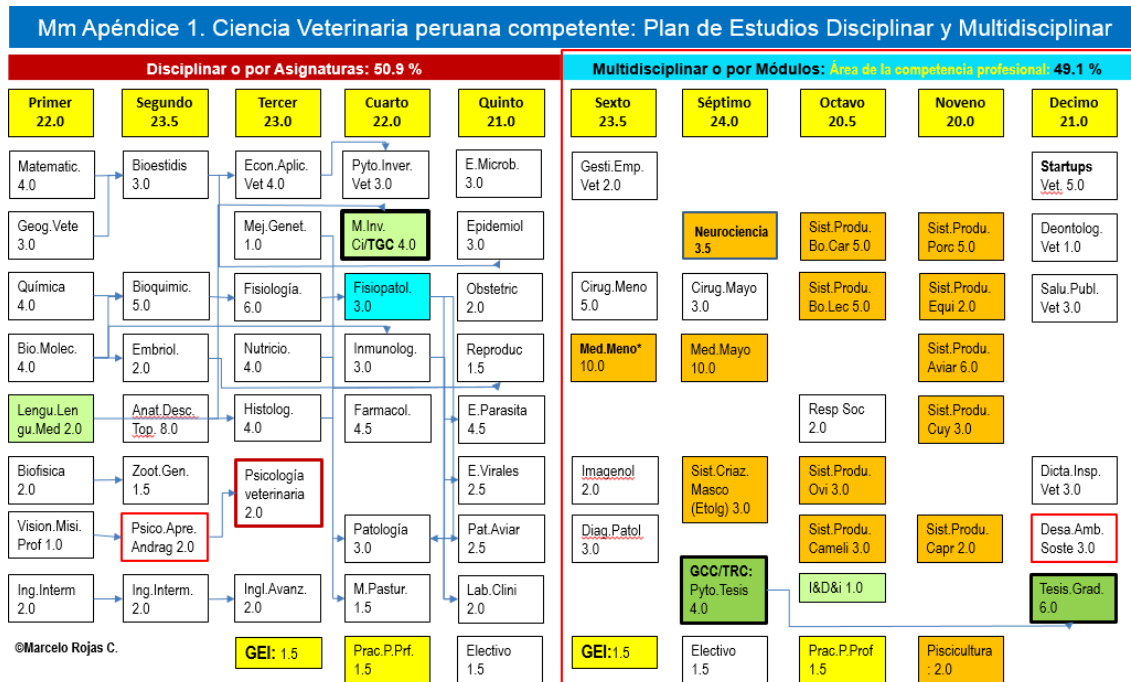 Mm Apéndice 1. Ciencia Veterinaria peruana competente: Plan de Estudios Disciplinar y Multidisciplinar
Disciplinar o por Asignaturas: 50.9 %
Multidisciplinar o por Módulos: Área de la competencia profesional: 49.1 %
Primer
22.0
Segundo
23.5
Tercer
23.0
Cuarto
22.0
Quinto
21.0
Sexto
23.5
Séptimo
24.0
Octavo
20.5
Noveno
20.0
Decimo
21.0
Matematic.
4.0
Bioestidis
3.0
Econ.Aplic.
Vet 4.0
Pyto.Inver.
Vet 3.0
E.Microb.
3.0
Gesti.Emp.
Vet 2.0
Startups
Vet. 5.0
Geog.Vete
3.0
Mej.Genet.
1.0
M.Inv.
Ci/TGC 4.0
Epidemiol
3.0
Neurociencia
3.5
Sist.Produ.
Bo.Car 5.0
Sist.Produ.
Porc 5.0
Deontolog.
Vet 1.0
Química
4.0
Bioquimic.
5.0
Fisiología.
6.0
Fisiopatol.
3.0
Obstetric
2.0
Cirug.Meno
5.0
Cirug.Mayo
3.0
Sist.Produ.
Bo.Lec 5.0
Sist.Produ.
Equi 2.0
Salu.Publ.
Vet 3.0
Bio.Molec.
4.0
Embriol.
2.0
Nutricio.
4.0
Inmunolog.
3.0
Reproduc
1.5
Med.Meno*
10.0
Med.Mayo
10.0
Sist.Produ.
Aviar 6.0
Lengu.Len
gu.Med 2.0
Anat.Desc.
Top. 8.0
Histolog.
4.0
Farmacol.
4.5
E.Parasita
4.5
Resp Soc
2.0
Sist.Produ.
Cuy 3.0
Biofisica
2.0
Zoot.Gen.
1.5
Psicología
veterinaria
2.0
E.Virales
2.5
Imagenol
2.0
Sist.Criaz.
Masco
(Etolg) 3.0
Sist.Produ.
Ovi 3.0
Dicta.Insp.
Vet 3.0
Vision.Misi.
Prof 1.0
Psico.Apre.
Andrag 2.0
Patología
3.0
Pat.Aviar
2.5
Diag.Patol
3.0
Sist.Produ.
Cameli 3.0
Sist.Produ.
Capr 2.0
Desa.Amb.
Soste 3.0
Ing.Interm
2.0
Ing.Interm.
2.0
Ingl.Avanz.
2.0
M.Pastur.
1.5
Lab.Clini
2.0
GCC/TRC:
Pyto.Tesis
4.0
I&D&i 1.0
Tesis.Grad.
6.0
©Marcelo Rojas C.
GEI: 1.5
Prac.P.Prf.
1.5
Electivo
1.5
GEI:1.5
Electivo
1.5
Prac.P.Prof
1.5
Piscicultura
: 2.0